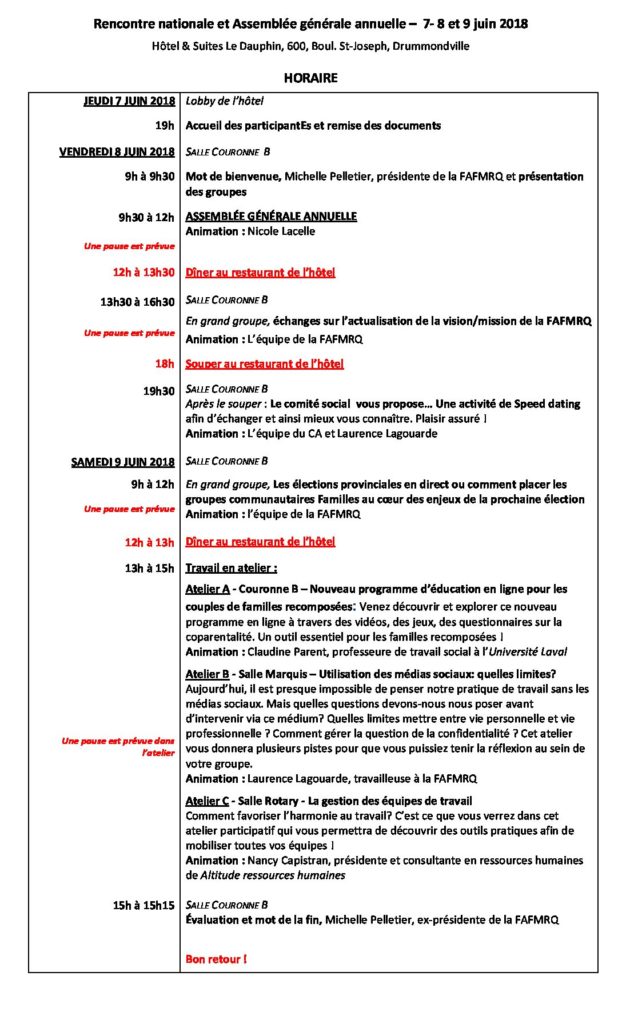 Rencontre nationale et Assemblée générale annuelle – 7- 8 et 9 juin 2018
Hôtel & Suites Le Dauphin, 600, Boul. St-Joseph, Drummondville
HORAIRE
JEUDI 7 JUIN 2018 Lobby de l'hôtel
19h Accueil des participantEs et remise des documents
VENDREDI 8 JUIN 2018 SALLE COURONNE B
9h à 9h30 Mot de bienvenue, Michelle Pelletier, présidente de la FAFMRQ et présentation
des groupes
9h30 à 12h ASSEMBLÉE GÉNÉRALE ANNUELLE
Animation : Nicole Lacelle
Une pause est prévue
12h à 13h30 Dîner au restaurant de l'hôtel
13h30 à 16h30 SALLE COURONNE B
En grand groupe, échanges sur l'actualisation de la vision/mission de la FAFMRQ
Une pause est prévue Animation : L'équipe de la FAFMRQ
18h Souper au restaurant de l'hôtel
19h30 SALLE COURONNE B
Après le souper : Le comité social vous propose… Une activité de Speed dating
afin d'échanger et ainsi mieux vous connaître. Plaisir assuré !
Animation : L'équipe du CA et Laurence Lagouarde
SAMEDI 9 JUIN 2018 SALLE COURONNE B
9h à 12h En grand groupe, Les élections provinciales en direct ou comment placer les
groupes communautaires Familles au cœur des enjeux de la prochaine élection
Une pause est prévue Animation : l'équipe de la FAFMRQ
12h à 13h Dîner au restaurant de l'hôtel
13h à 15h Travail en atelier :
Atelier A - Couronne B – Nouveau programme d'éducation en ligne pour les
couples de familles recomposées: Venez découvrir et explorer ce nouveau
programme en ligne à travers des vidéos, des jeux, des questionnaires sur la
coparentalité. Un outil essentiel pour les familles recomposées !
Animation : Claudine Parent, professeure de travail social à l'Université Laval
Atelier B - Salle Marquis – Utilisation des médias sociaux: quelles limites?
Aujourd'hui, il est presque impossible de penser notre pratique de travail sans les
médias sociaux. Mais quelles questions devons-nous nous poser avant
d'intervenir via ce médium? Quelles limites mettre entre vie personnelle et vie
professionnelle ? Comment gérer la question de la confidentialité ? Cet atelier
vous donnera plusieurs pistes pour que vous puissiez tenir la réflexion au sein de
votre groupe.
Une pause est prévue dans
l'atelier
Animation : Laurence Lagouarde, travailleuse à la FAFMRQ
Atelier C - Salle Rotary - La gestion des équipes de travail
Comment favoriser l'harmonie au travail? C'est ce que vous verrez dans cet
atelier participatif qui vous permettra de découvrir des outils pratiques afin de
mobiliser toutes vos équipes !
Animation : Nancy Capistran, présidente et consultante en ressources humaines
de Altitude ressources humaines
15h à 15h15 SALLE COURONNE B
Évaluation et mot de la fin, Michelle Pelletier, ex-présidente de la FAFMRQ
Bon retour !